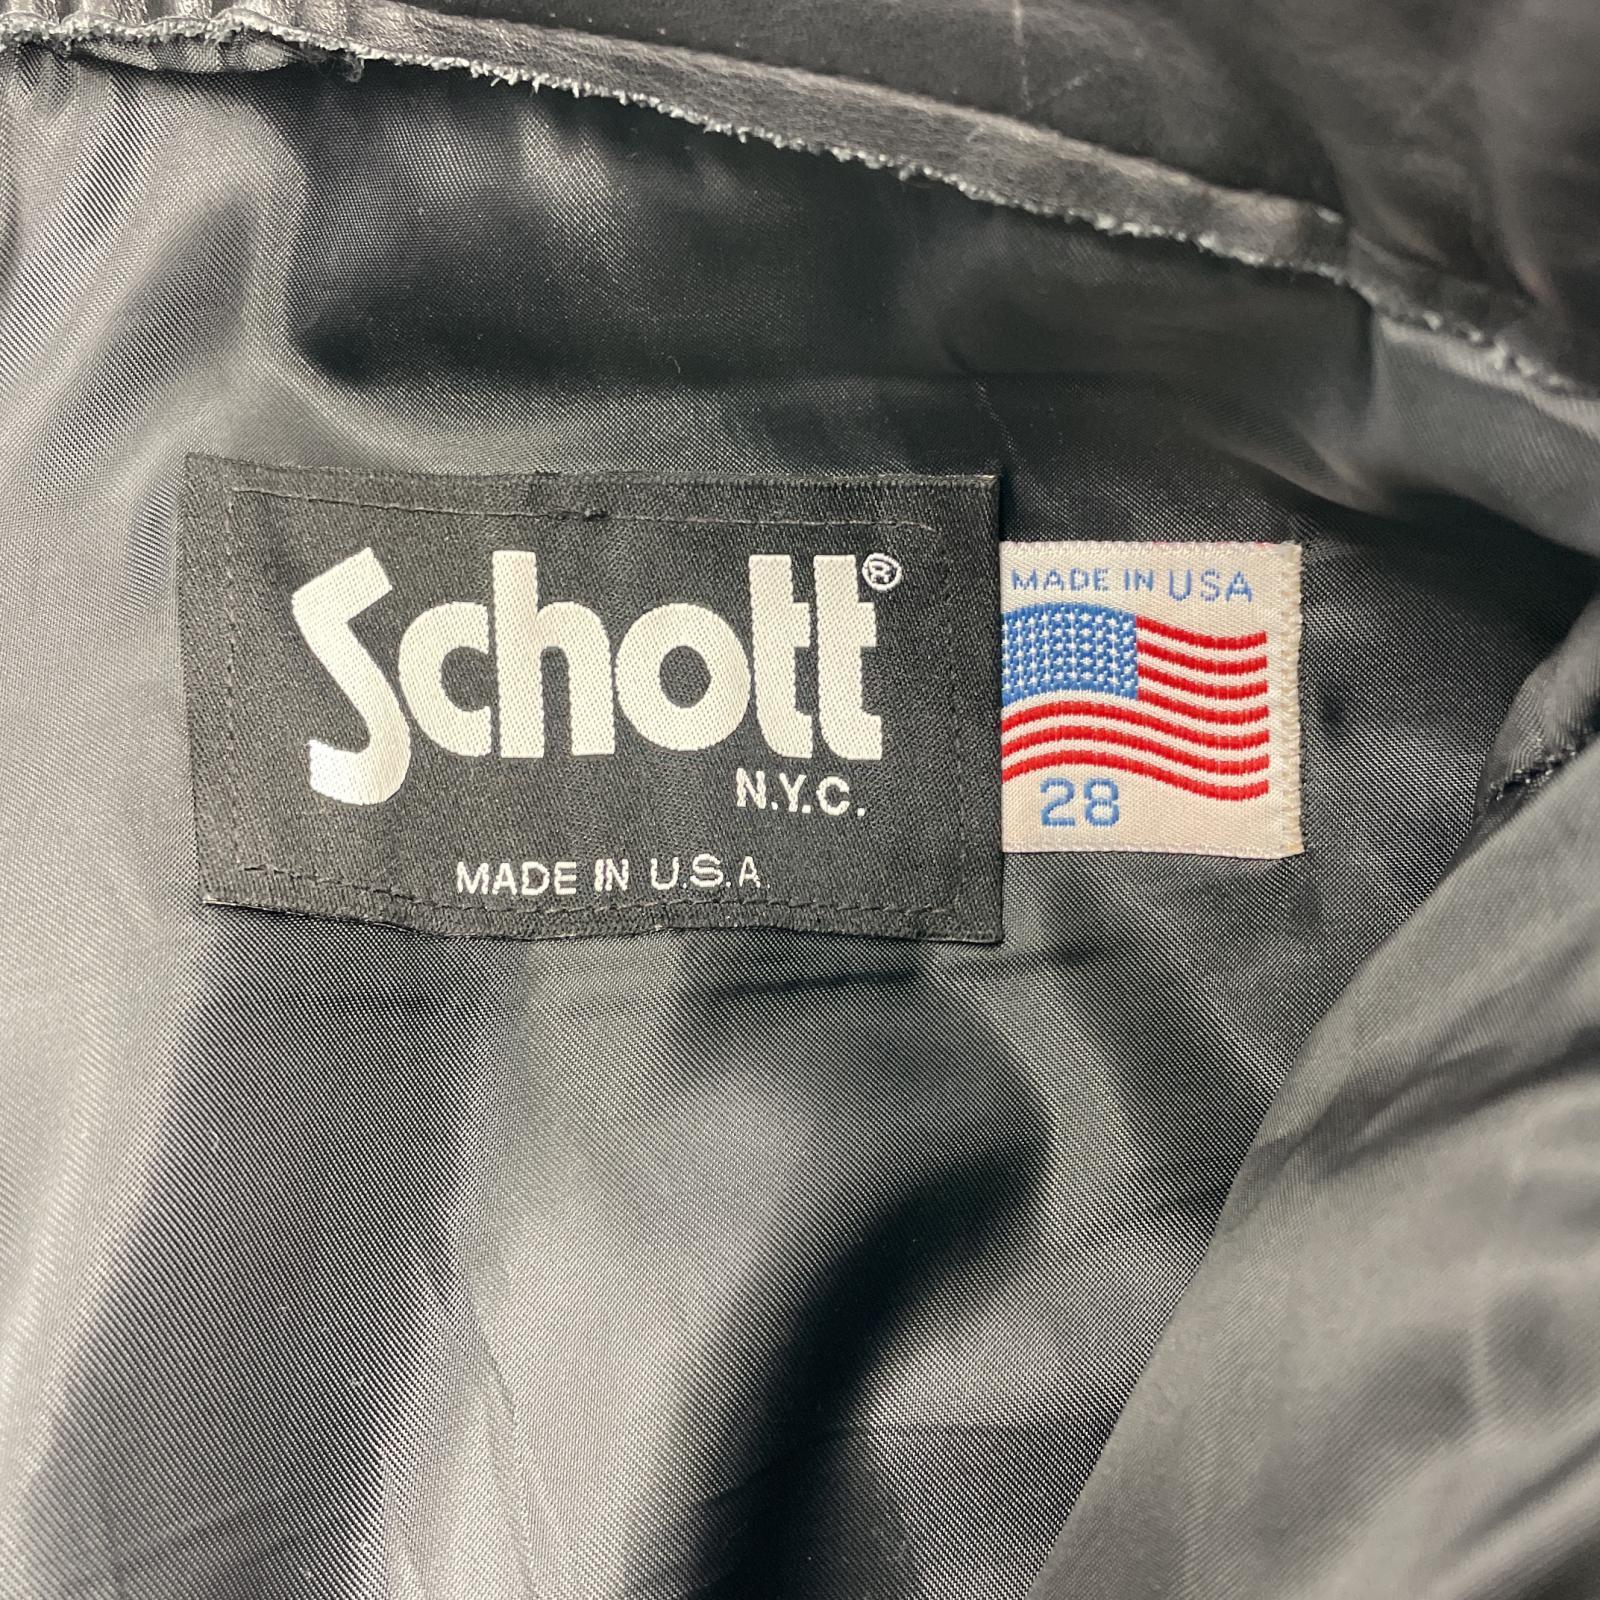 Schott®
N.Y.C.
MADE IN U.S.A.
MADE IN USA
28